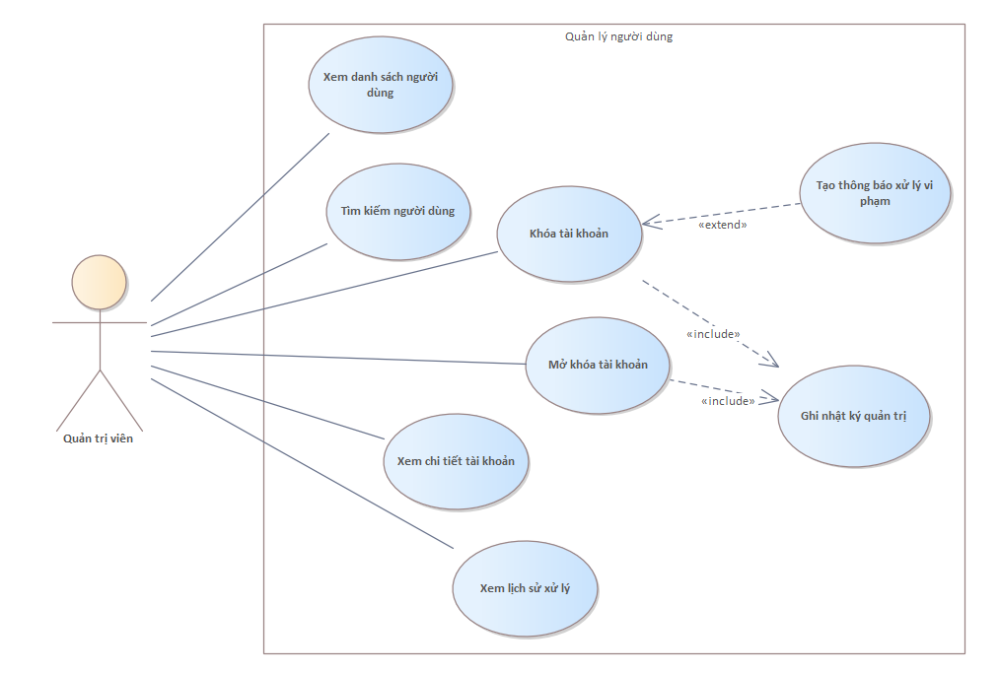 Quản lý người dùng
Xem danh sách người
dùng
Tìm kiếm người dùng
Khóa tài khoản
Tạo thông báo xử lý vi
phạm
«extend»
«include»
Mở khóa tài khoản
«include»
Ghi nhật ký quản trị
Quản trị viên
Xem chi tiết tài khoản
Xem lịch sử xử lý